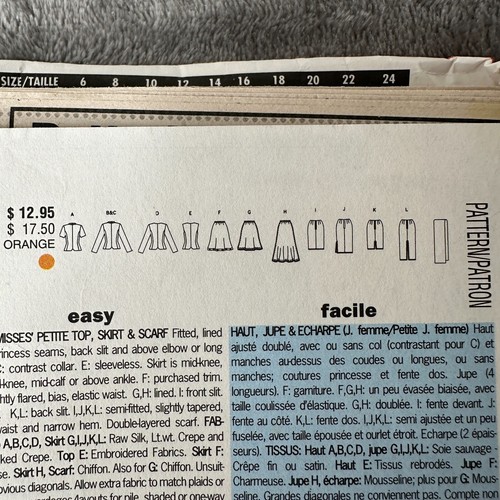 SIZE/TAILLE 6 8 10 12 14 16 18 20 22 24
$ 12.95
$ 17.50
ORANGE
A B&C D E F G H I J K L
PATTERN/PATRON
easy
MISSES' PETITE TOP, SKIRT & SCARF Fitted, lined
princess seams, back slit and above elbow or long
C: contrast collar. E: sleeveless. Skirt is mid-knee,
-knee, mid-calf or above ankle. F: purchased trim.
htly flared, bias, elastic waist. G,H: lined. I: front slit.
K,L: back slit. I,J,K,L: semi-fitted, slightly tapered,
waist and narrow hem. Double-layered scarf. FAB-
A,B,C,D, Skirt G,I,J,K,L: Raw Silk, Lt.wt. Crepe and
ked Crepe. Top E: Embroidered Fabrics. Skirt F:
se. Skirt H, Scarf: Chiffon. Also for G: Chiffon. Unsuit-
diagonals. Allow extra fabric to match plaids or
layouts for pile, shaded or one-way
facile
HAUT, JUPE & ECHARPE (J. femme/Petite J. femme) Haut
ajusté doublé, avec ou sans col (contrastant pour C) et
manches au-dessus des coudes ou longues, ou sans
manches; coutures princesse et fente dos. Jupe (4
longueurs). F: garniture. F,G,H: un peu évasée biaisée, avec
taille coulissée d'élastique. G,H: doublée. I: fente devant. J:
fente au côté. K,L: fente dos. I,J,K,L: semi ajustée et un peu
fuselée, avec taille épousée et ourlet étroit. Echarpe (2 épais-
seurs). TISSUS: Haut A,B,C,D, jupe G,I,J,K,L: Soie sauvage -
Crêpe fin ou satin. Haut E: Tissus rebrodés. Jupe F:
Charmeuse. Jupe H, écharpe: Mousseline; plus pour G: Mous
seline. Grandes diagonales ne conviennent pas. Compte